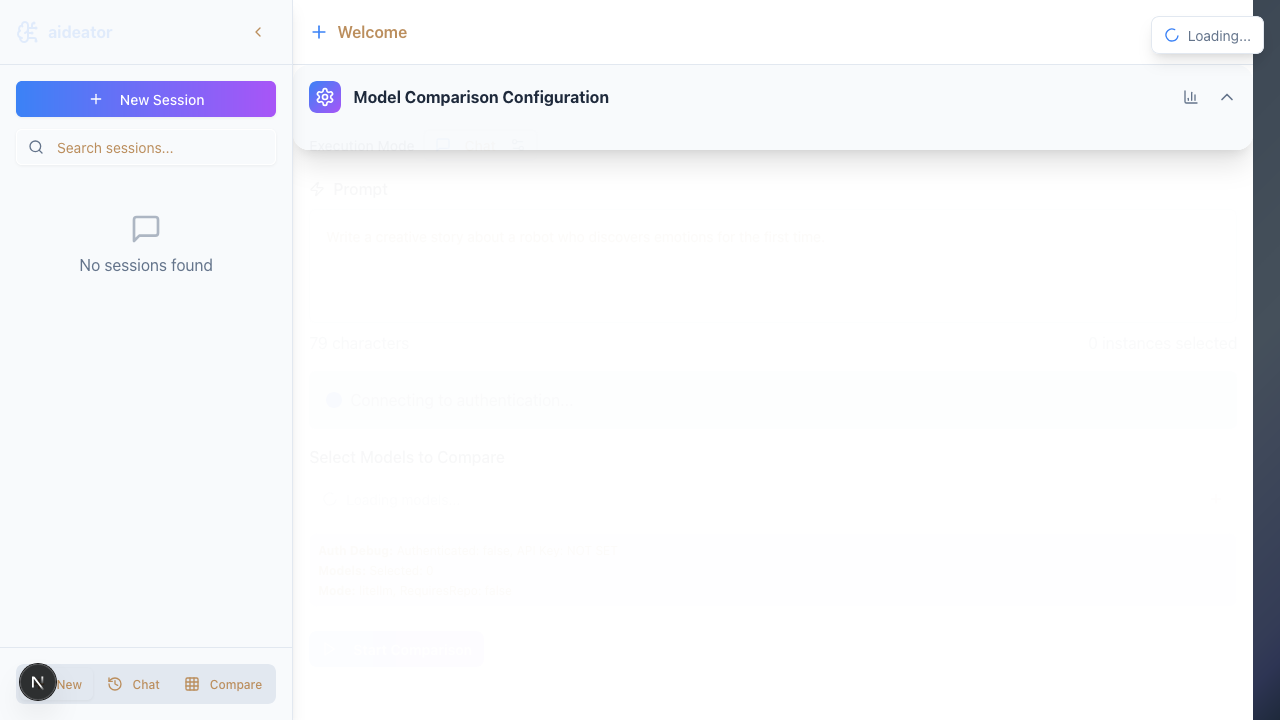 aideator
Welcome
Loading...
New Session
Model Comparison Configuration
Search sessions...
Execution Mode
Prompt
No sessions found
Write a creative story about a robot who discovers emotions for the first time.
79 characters
0 instances selected
Connecting to authentication...
Select Models to Compare
N
New
Chat
Compare